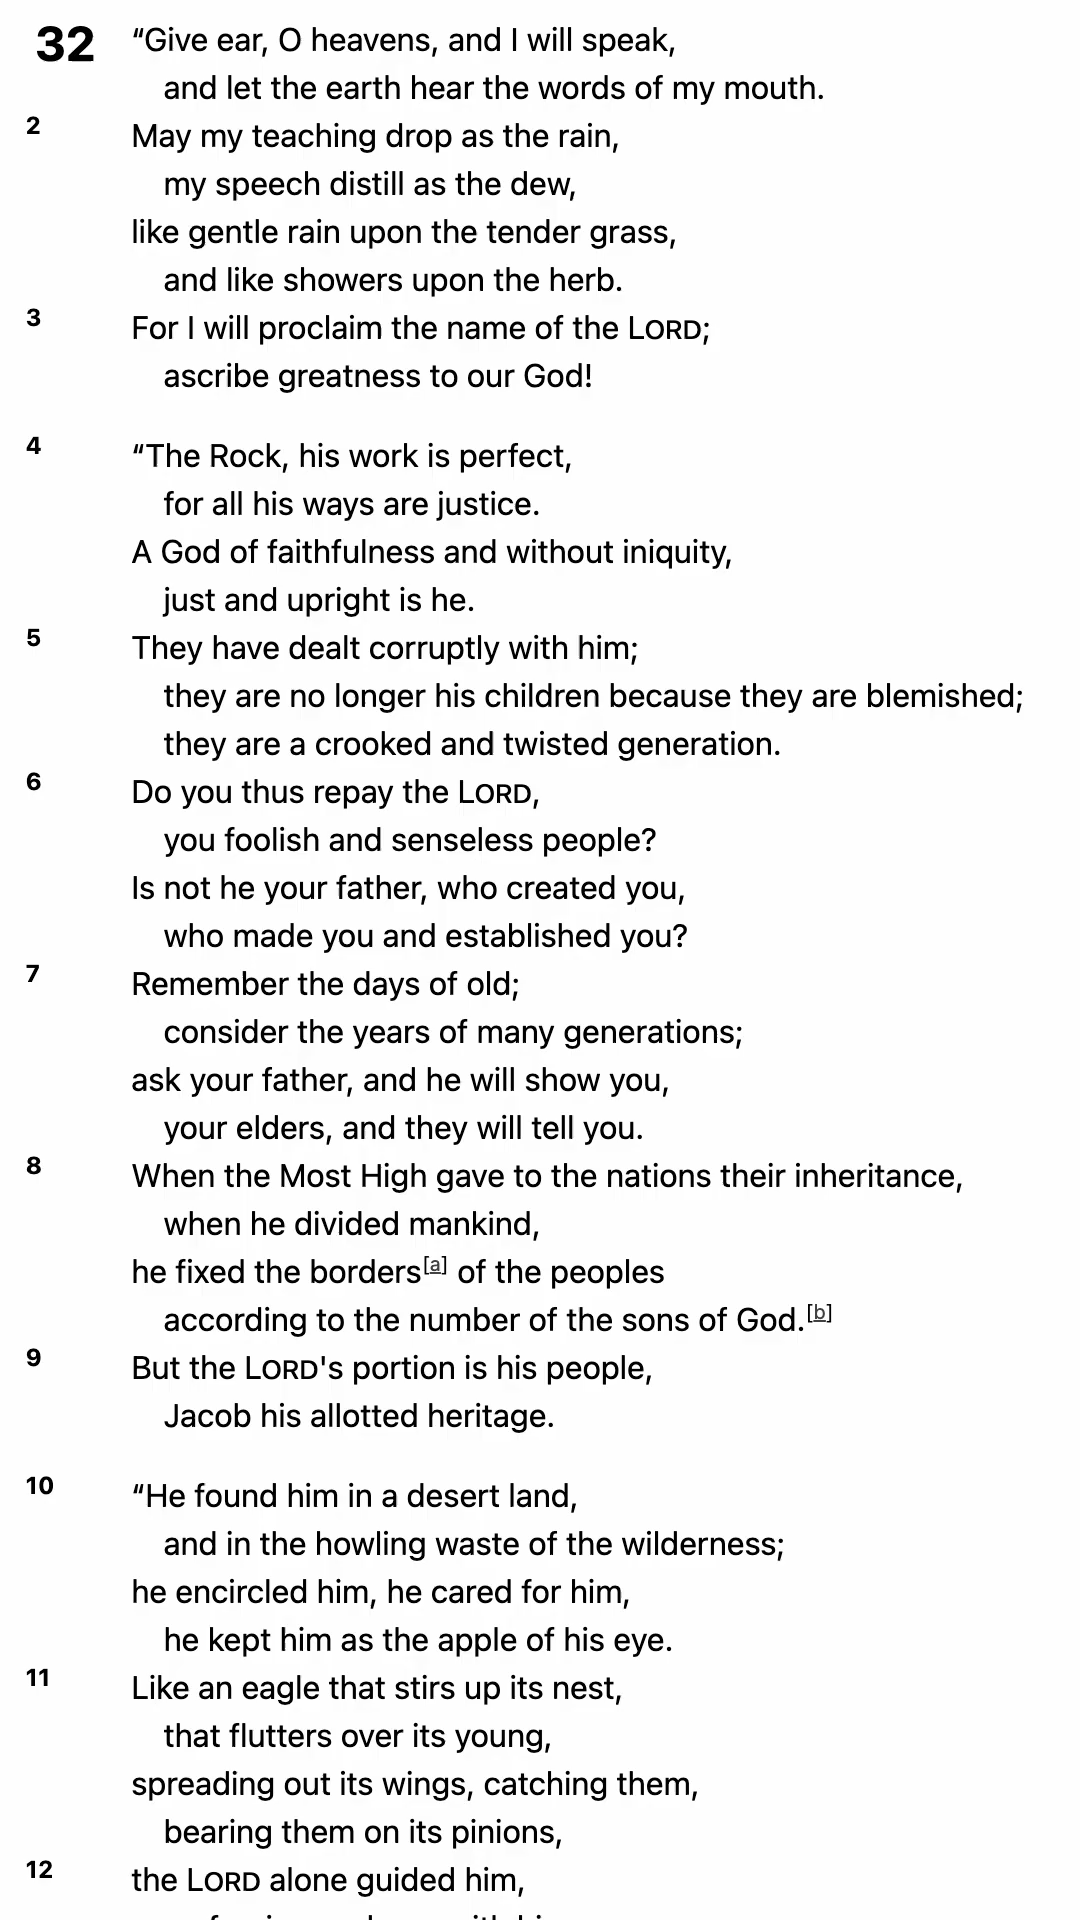 32 “Give ear, O heavens, and I will speak,
and let the earth hear the words of my mouth.
2 May my teaching drop as the rain,
my speech distill as the dew,
like gentle rain upon the tender grass,
and like showers upon the herb.
3 For I will proclaim the name of the LORD;
ascribe greatness to our God!
4 “The Rock, his work is perfect,
for all his ways are justice.
A God of faithfulness and without iniquity,
just and upright is he.
5 They have dealt corruptly with him;
they are no longer his children because they are blemished;
they are a crooked and twisted generation.
6 Do you thus repay the LORD,
you foolish and senseless people?
Is not he your father, who created you,
who made you and established you?
7 Remember the days of old;
consider the years of many generations;
ask your father, and he will show you,
your elders, and they will tell you.
8 When the Most High gave to the nations their inheritance,
when he divided mankind,
he fixed the borders[a] of the peoples
according to the number of the sons of God.[b]
9 But the LORD's portion is his people,
Jacob his allotted heritage.
10 “He found him in a desert land,
and in the howling waste of the wilderness;
he encircled him, he cared for him,
he kept him as the apple of his eye.
11 Like an eagle that stirs up its nest,
that flutters over its young,
spreading out its wings, catching them,
bearing them on its pinions,
12 the LORD alone guided him,